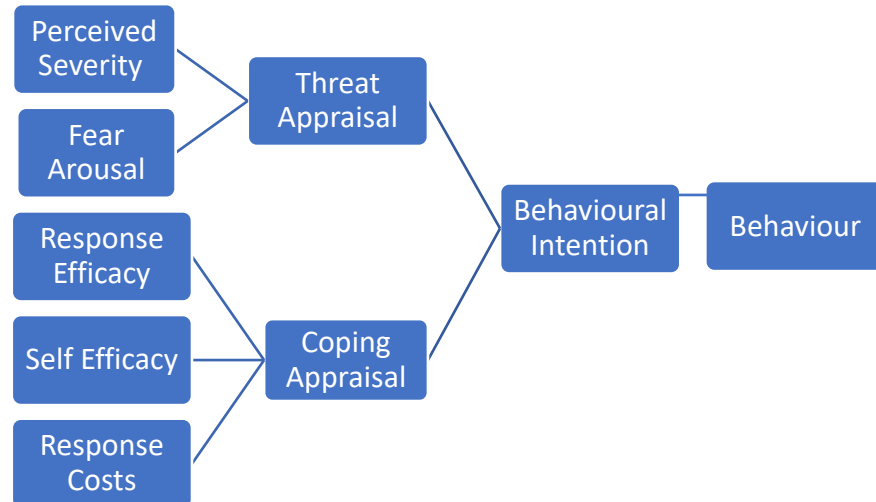 Perceived
Severity
Fear
Arousal
Threat
Appraisal
Response
Efficacy
Self Efficacy
Response
Costs
Coping
Appraisal
Behavioural
Intention
Behaviour